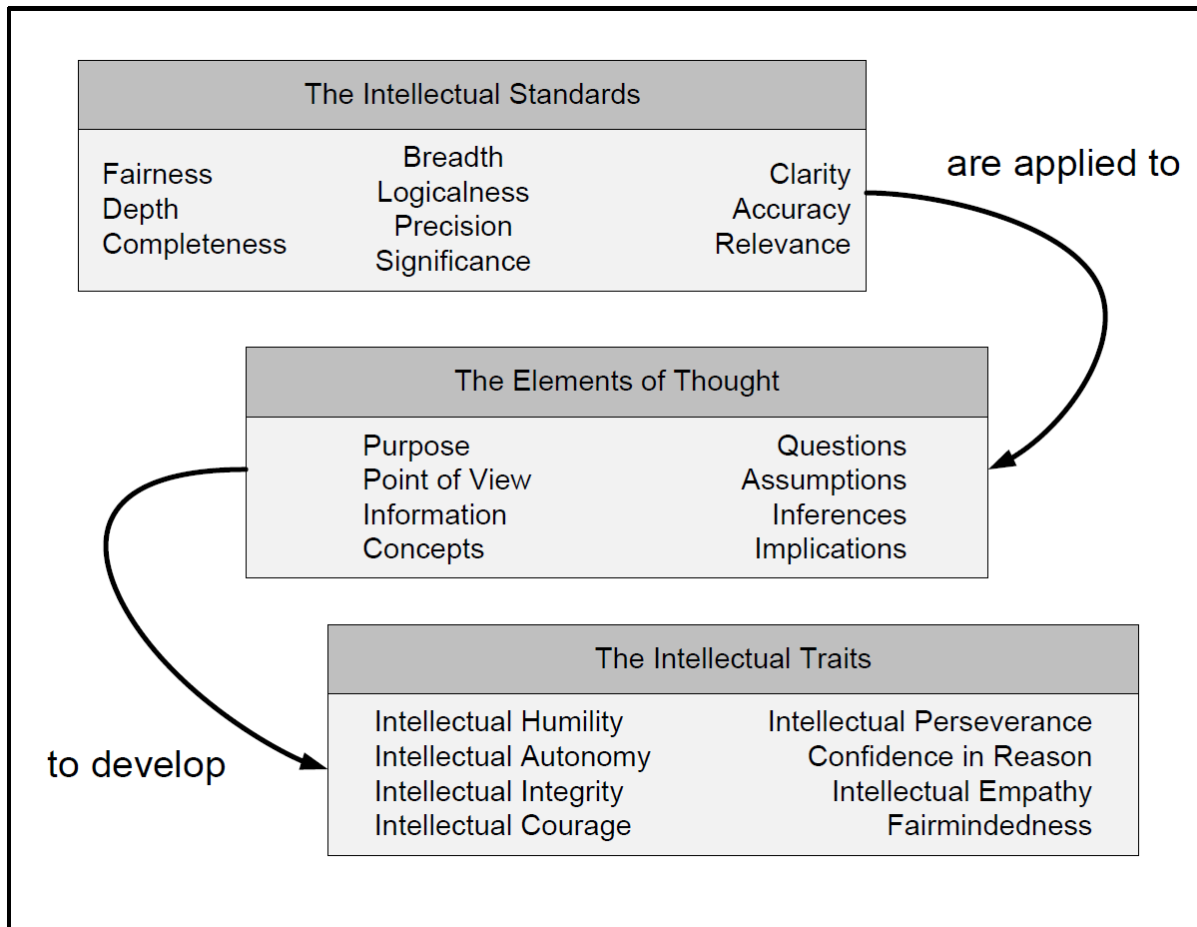 The Intellectual Standards
Fairness
Depth
Completeness
Breadth
Logicalness
Precision
Significance
Clarity
Accuracy
Relevance
are applied to
The Elements of Thought
Purpose
Point of View
Information
Concepts
Questions
Assumptions
Inferences
Implications
to develop
The Intellectual Traits
Intellectual Humility
Intellectual Autonomy
Intellectual Integrity
Intellectual Courage
Intellectual Perseverance
Confidence in Reason
Intellectual Empathy
Fairmindedness